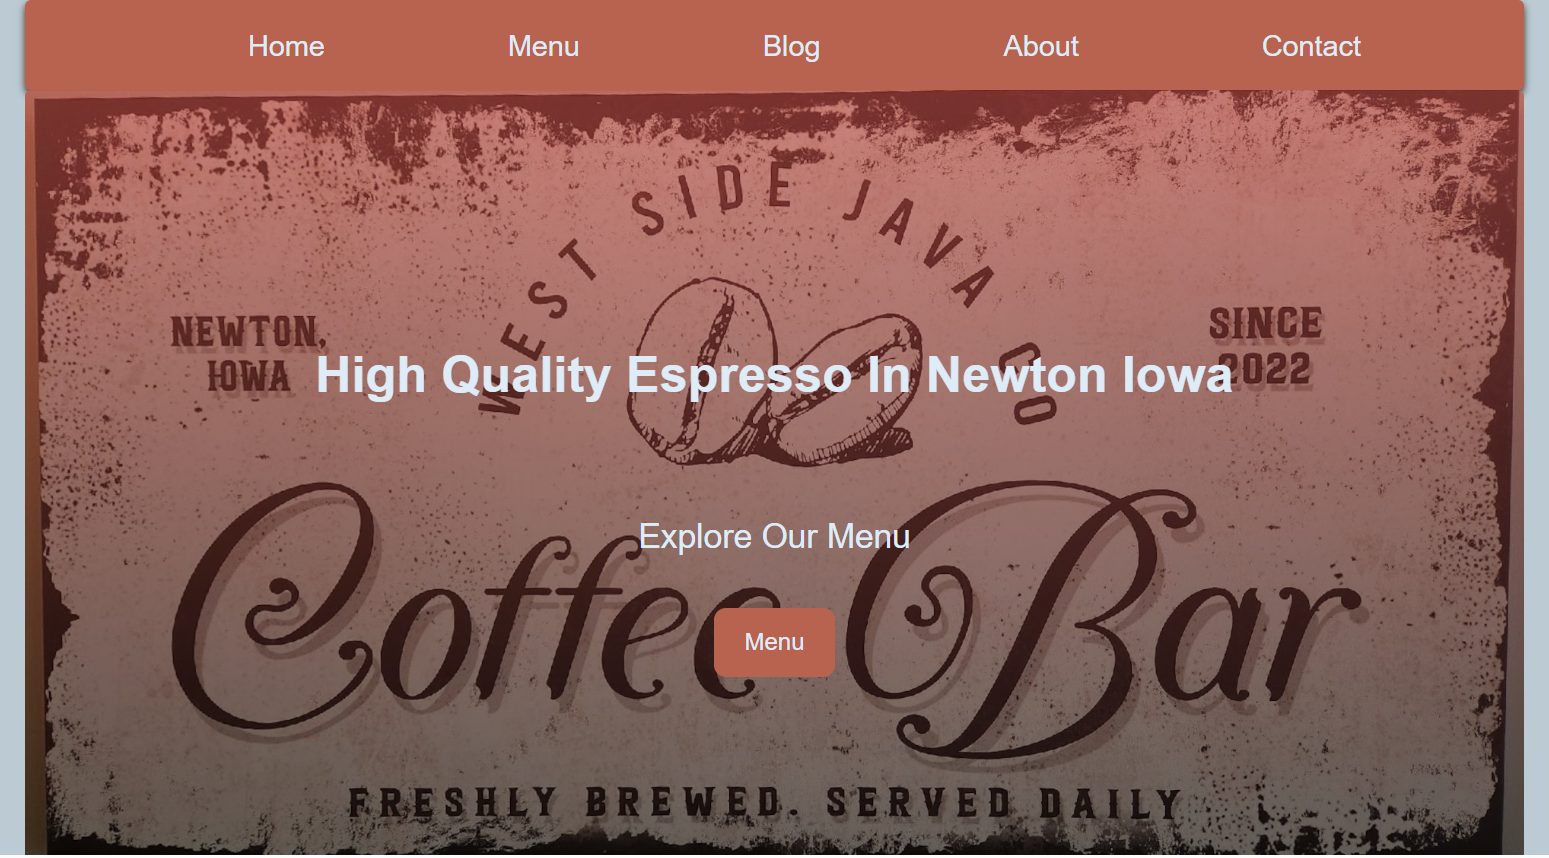 Home Menu Blog About Contact
WEST SIDE JAVA CO
NEWTON,
IOWA
SINCE
2022
High Quality Espresso In Newton Iowa
Explore Our Menu
Coffee Bar
Menu
FRESHLY BREWED. SERVED DAILY